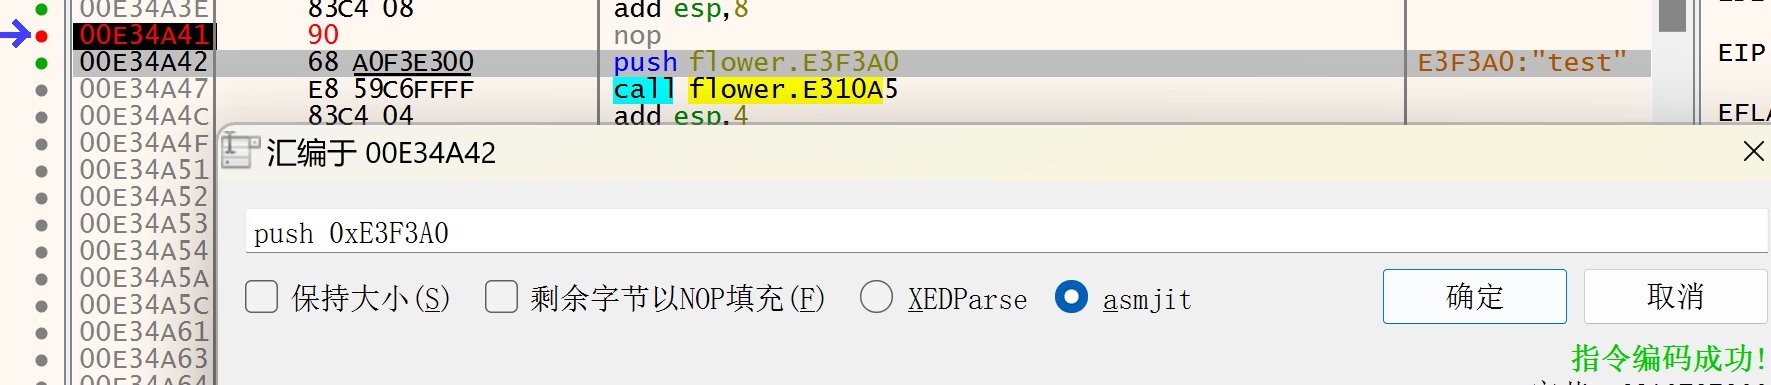 00E34A3E 83C4 08 add esp,8
00E34A41 90 nop
00E34A42 68 A0F3E300 push flower.E3F3A0 E3F3A0:"test" EIP
00E34A47 E8 59C6FFFF call flower.E310A5
00E34A4C 83C4 04 add esp,4 EFLA
00E34A4F
汇编于 00E34A42
00E34A51
00E34A52
00E34A53
push 0xE3F3A0
00E34A54
00E34A5A
00E34A5C
保持大小(S) 剩余字节以NOP填充(F) XEDParse asmjit 确定 取消
00E34A61
00E34A63
指令编码成功!
00E34A64